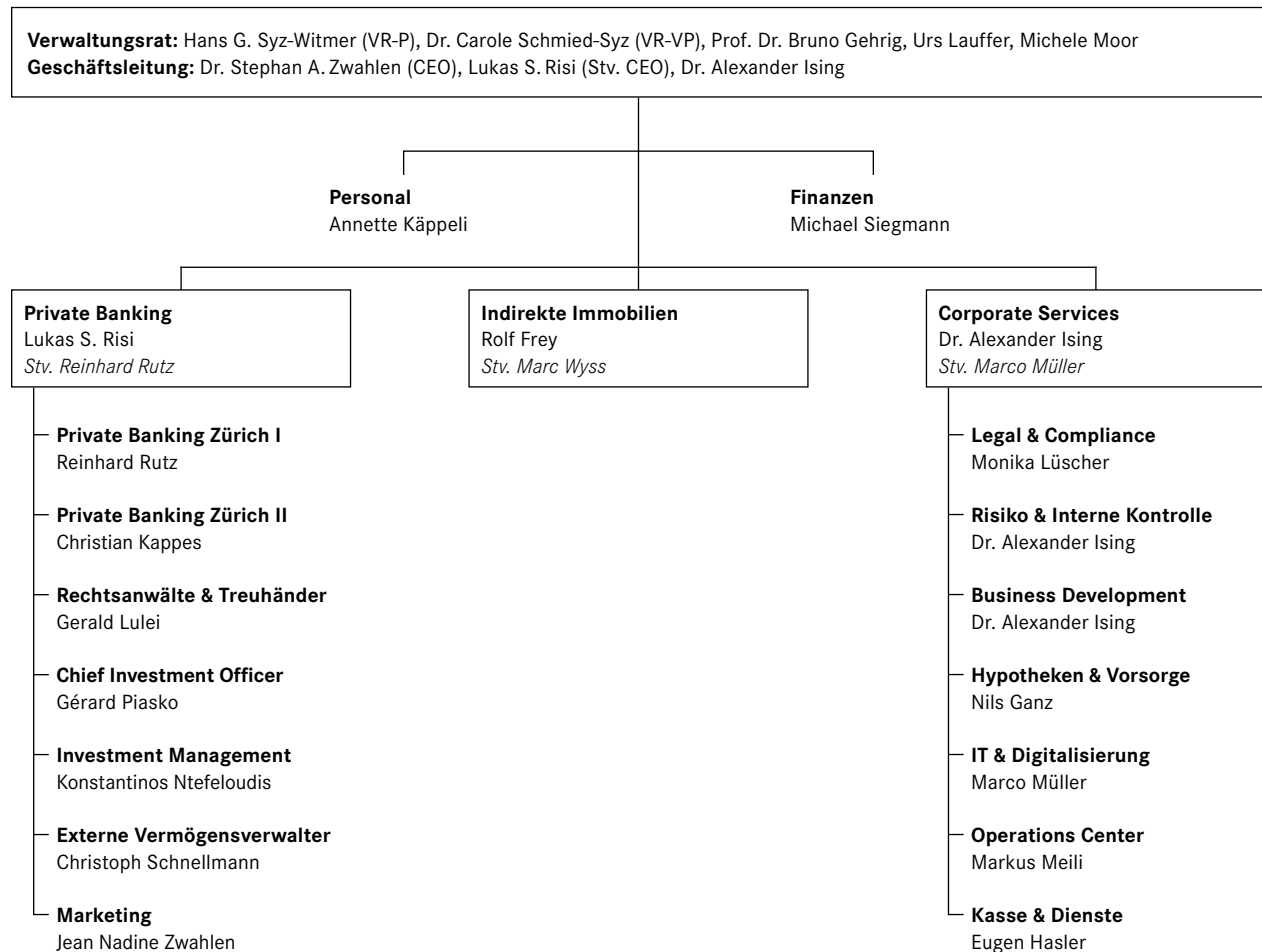 Verwaltungsrat: Hans G. Syz-Witmer (VR-P), Dr. Carole Schmied-Syz (VR-VP), Prof. Dr. Bruno Gehrig, Urs Lauffer, Michele Moor
Geschäftsleitung: Dr. Stephan A. Zwahlen (CEO), Lukas S. Risi (Stv. CEO), Dr. Alexander Ising
Personal
Annette Käppeli
Finanzen
Michael Siegmann
Private Banking
Lukas S. Risi
Stv. Reinhard Rutz
Indirekte Immobilien
Rolf Frey
Stv. Marc Wyss
Corporate Services
Dr. Alexander Ising
Stv. Marco Müller
Private Banking Zürich I
Reinhard Rutz
Private Banking Zürich II
Christian Kappes
Rechtsanwälte & Treuhänder
Gerald Lulei
Chief Investment Officer
Gérard Piasko
Investment Management
Konstantinos Ntefeloudis
Externe Vermögensverwalter
Christoph Schnellmann
Marketing
Jean Nadine Zwahlen
Legal & Compliance
Monika Lüscher
Risiko & Interne Kontrolle
Dr. Alexander Ising
Business Development
Dr. Alexander Ising
Hypotheken & Vorsorge
Nils Ganz
IT & Digitalisierung
Marco Müller
Operations Center
Markus Meili
Kasse & Dienste
Eugen Hasler